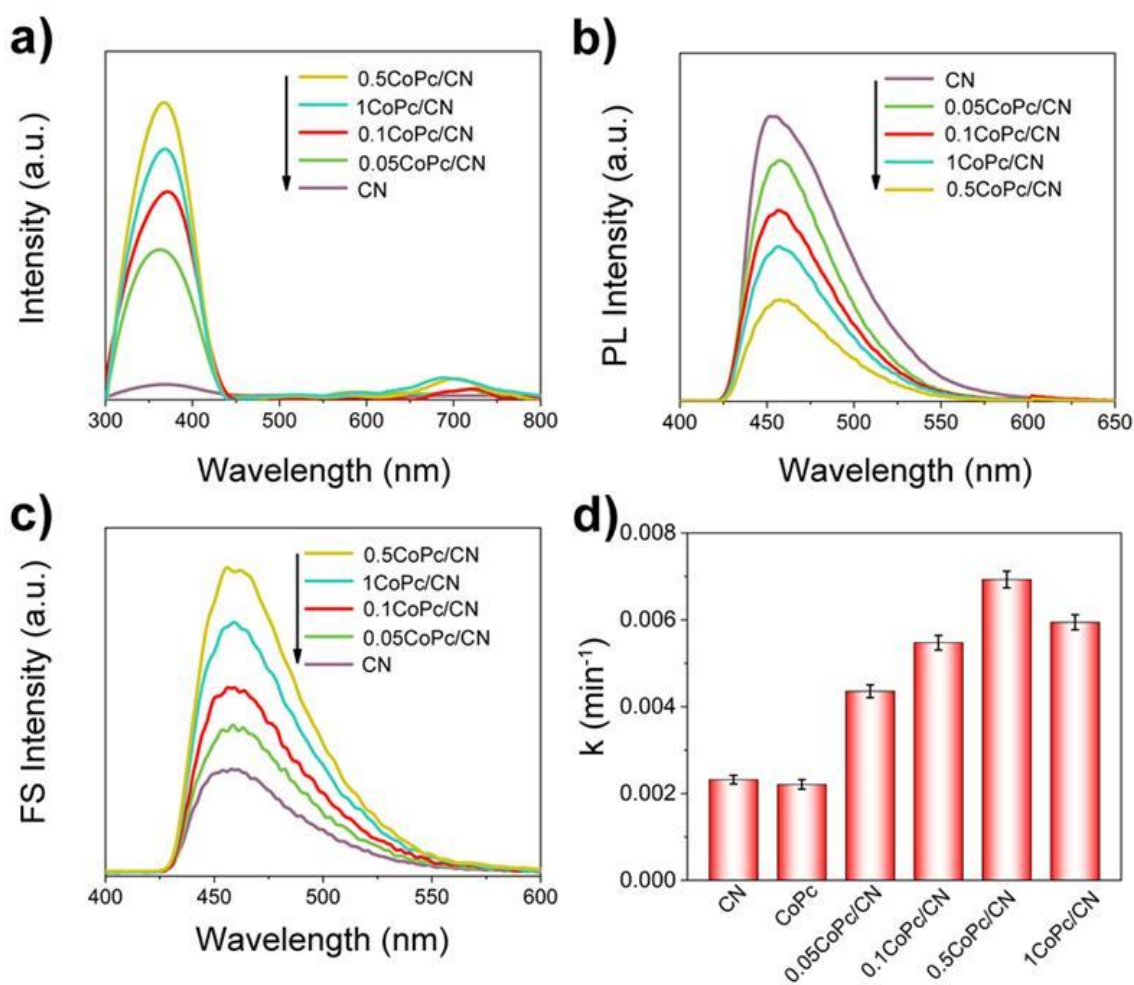 a)
Intensity (a.u.)
0.5CoPc/CN
1CoPc/CN
0.1CoPc/CN
0.05CoPc/CN
CN
300 400 500 600 700 800
Wavelength (nm)
b)
PL Intensity (a.u.)
CN
0.05CoPc/CN
0.1CoPc/CN
1CoPc/CN
0.5CoPc/CN
400 450 500 550 600 650
Wavelength (nm)
c)
FS Intensity (a.u.)
0.5CoPc/CN
1CoPc/CN
0.1CoPc/CN
0.05CoPc/CN
CN
400 450 500 550 600
Wavelength (nm)
d)
k (min⁻¹)
0.008
0.006
0.004
0.002
0.000
CN
CoPc
0.05CoPc/CN
0.1CoPc/CN
0.5CoPc/CN
1CoPc/CN